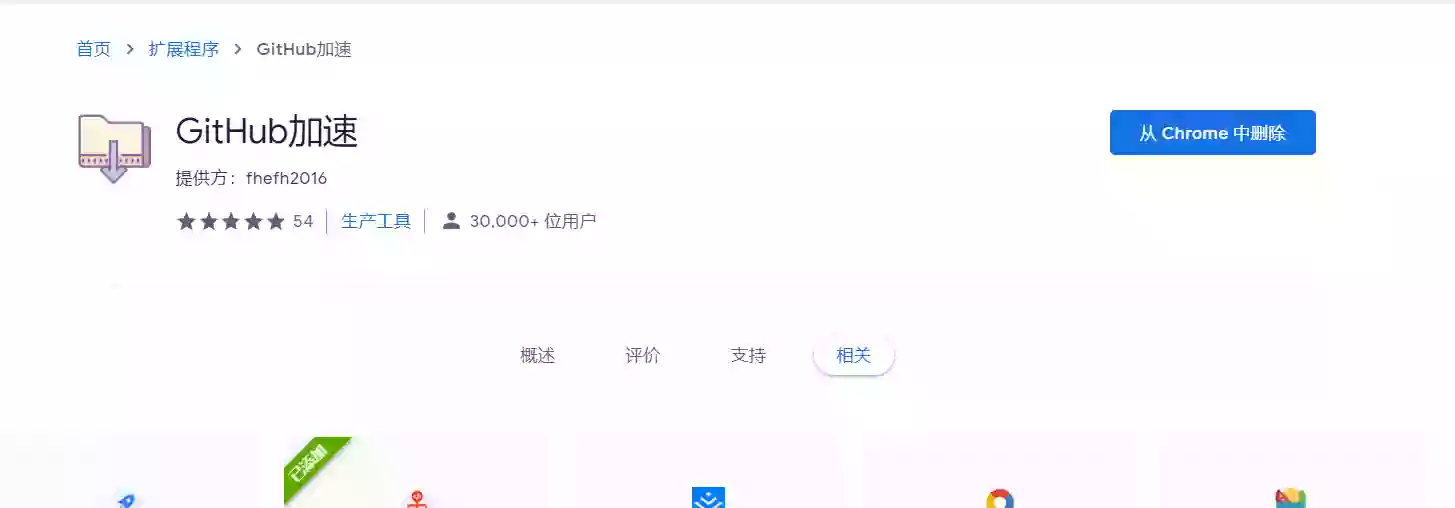 首页 > 扩展程序 > GitHub加速
GitHub加速
从 Chrome 中删除
提供方：fhefh2016
★★★★★ 54 | 生产工具 | 30,000+ 位用户
概述 评价 支持 相关
已添加